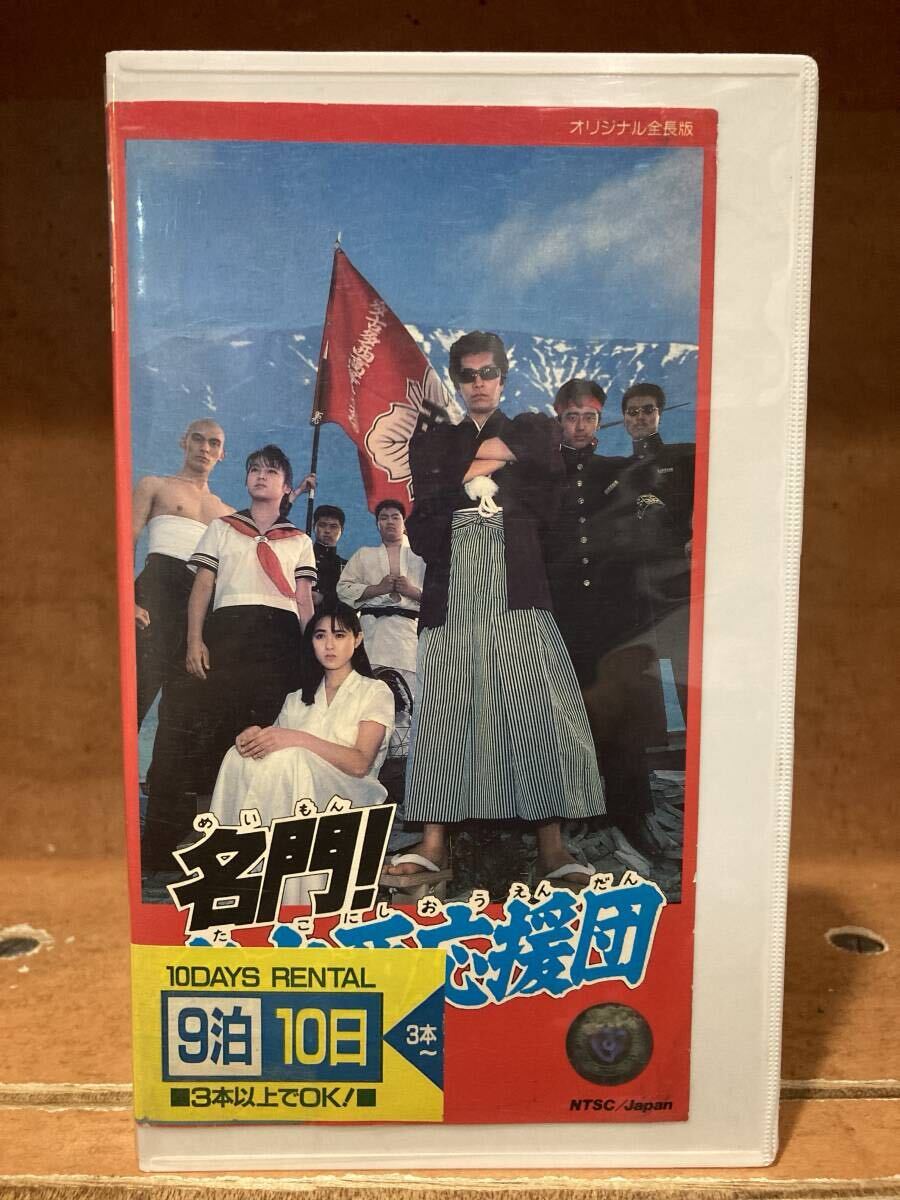 オリジナル全長版
めいもん
名門!
たこにしおうえんだん
応援団
10DAYS RENTAL
9泊 10日
3本~
■3本以上でOK!■
NTSC/Japan